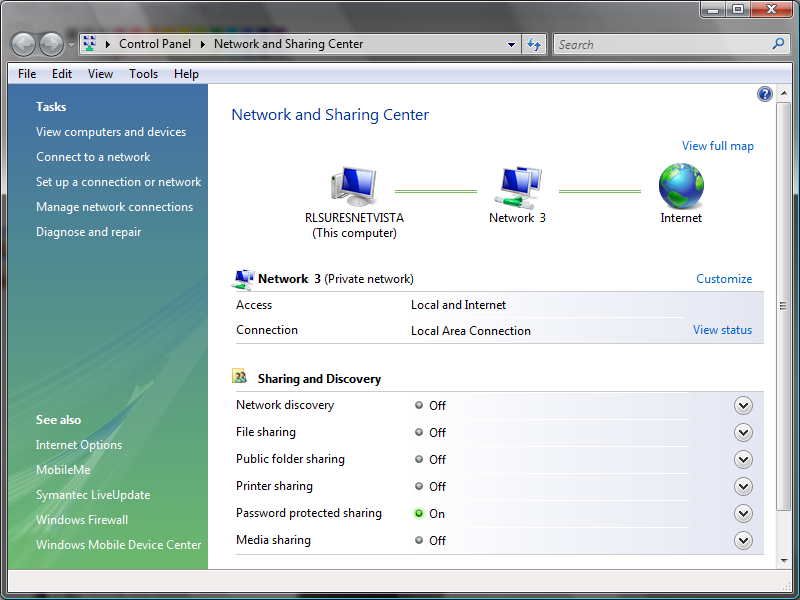 Control Panel Network and Sharing Center
Search
File Edit View Tools Help
Tasks
View computers and devices
Connect to a network
Set up a connection or network
Manage network connections
Diagnose and repair
See also
Internet Options
MobileMe
Symantec LiveUpdate
Windows Firewall
Windows Mobile Device Center
Network and Sharing Center
View full map
RLSURESNETVISTA
(This computer)
Network 3
Internet
Network 3 (Private network) Customize
Access Local and Internet
Connection Local Area Connection View status
Sharing and Discovery
Network discovery Off
File sharing Off
Public folder sharing Off
Printer sharing Off
Password protected sharing On
Media sharing Off